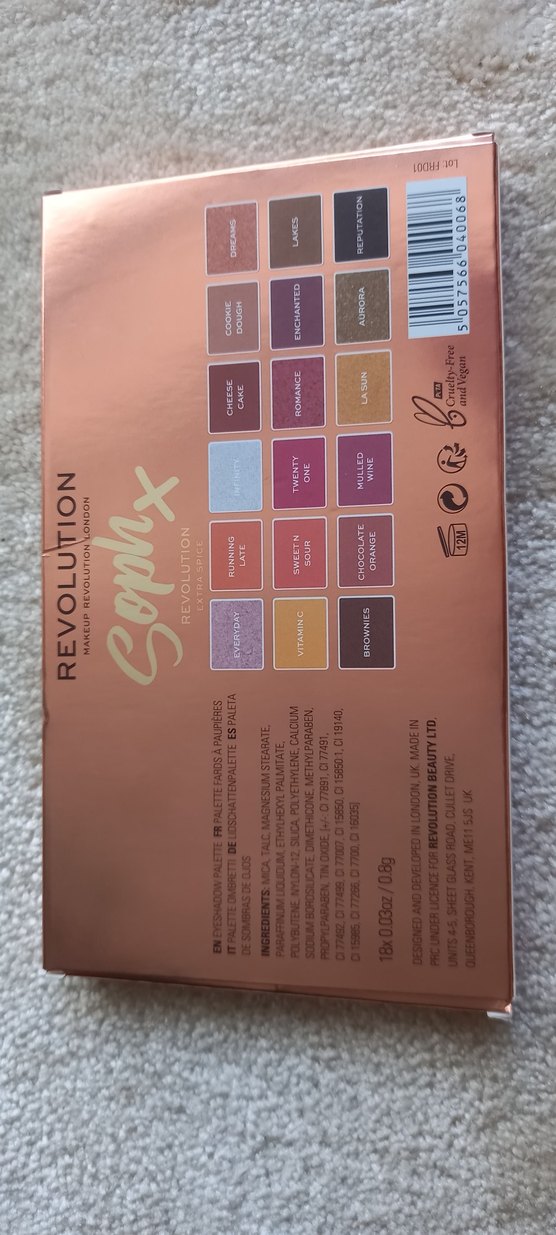 REVOLUTION
MAKEUP REVOLUTION LONDON
Soph x
REVOLUTION
EXTRA SPICE
EN EYESHADOW PALETTE FR PALETTE FARDS À PAUPIÈRES
IT PALETTE OMBRETTI DE LIDSCHATTENPALETTE ES PALETA
DE SOMBRAS DE OJOS
INGREDIENTS: MICA, TALC, MAGNESIUM STEARATE,
PARAFFINUM LIQUIDUM, ETHYLHEXYL PALMITATE,
POLYBUTENE, NYLON-12, SILICA, POLYETHYLENE, CALCIUM
SODIUM BOROSILICATE, DIMETHICONE, METHYLPARABEN,
PROPYLPARABEN, TIN OXIDE, [+/- CI 77891, CI 77491,
CI 77492, CI 77499, CI 77007, CI 15850, CI 15850:1, CI 19140,
CI 15985, CI 77266, CI 7700, CI 16035]
18x 0.03oz / 0.8g
DESIGNED AND DEVELOPED IN LONDON, UK. MADE IN
PRC UNDER LICENCE FOR REVOLUTION BEAUTY LTD,
UNITS 4-5, SHEET GLASS ROAD, CULLET DRIVE,
QUEENBOROUGH, KENT, ME11 5JS UK
EVERYDAY
RUNNING
LATE
INFINITY
CHEESE
CAKE
COOKIE
DOUGH
DREAMS
VITAMIN C
SWEET N
SOUR
TWENTY
ONE
ROMANCE
ENCHANTED
LAKES
BROWNIES
CHOCOLATE
ORANGE
MULLED
WINE
LA SUN
AURORA
REPUTATION
12M
PETA
Cruelty-Free
and Vegan
5 057566 040068
Lot: FRD01